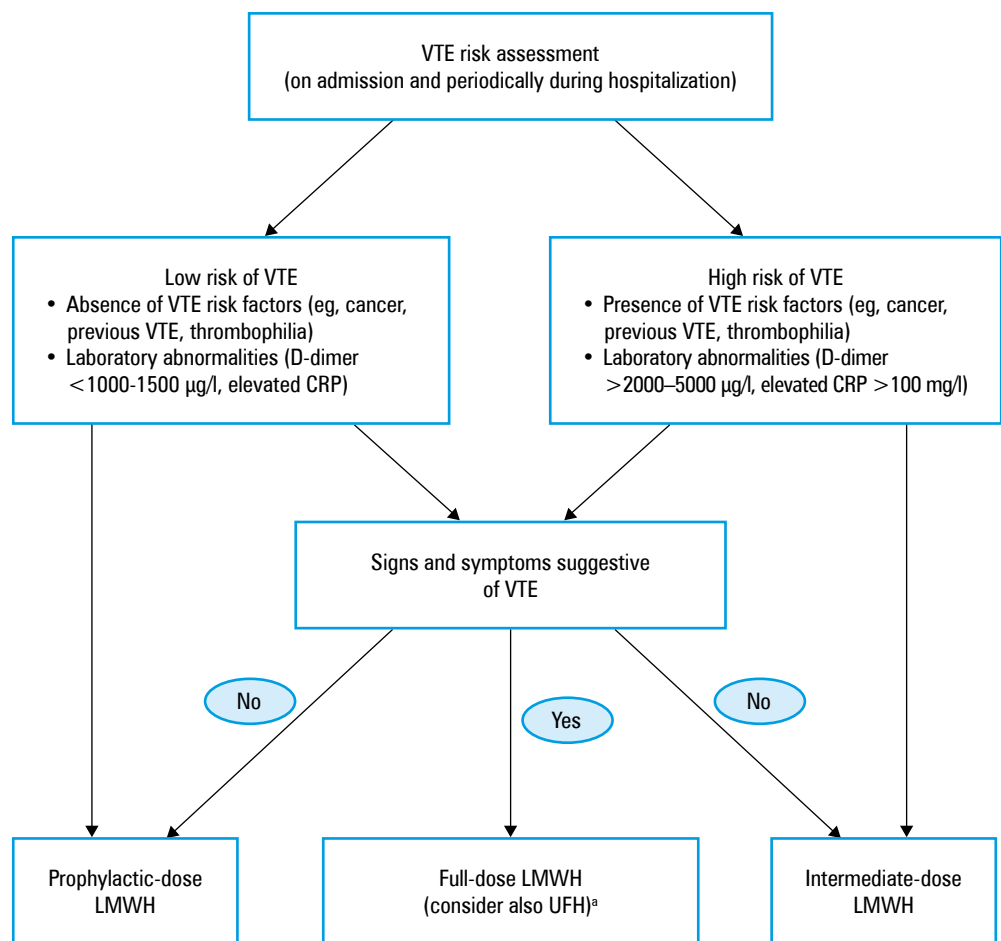 VTE risk assessment
(on admission and periodically during hospitalization)
Low risk of VTE
• Absence of VTE risk factors (eg, cancer,
previous VTE, thrombophilia)
• Laboratory abnormalities (D-dimer
<1000-1500 µg/l, elevated CRP)
High risk of VTE
• Presence of VTE risk factors (eg, cancer,
previous VTE, thrombophilia)
• Laboratory abnormalities (D-dimer
>2000–5000 µg/l, elevated CRP >100 mg/l)
Signs and symptoms suggestive
of VTE
No
Yes
No
Prophylactic-dose
LMWH
Full-dose LMWH
(consider also UFH)ᵃ
Intermediate-dose
LMWH